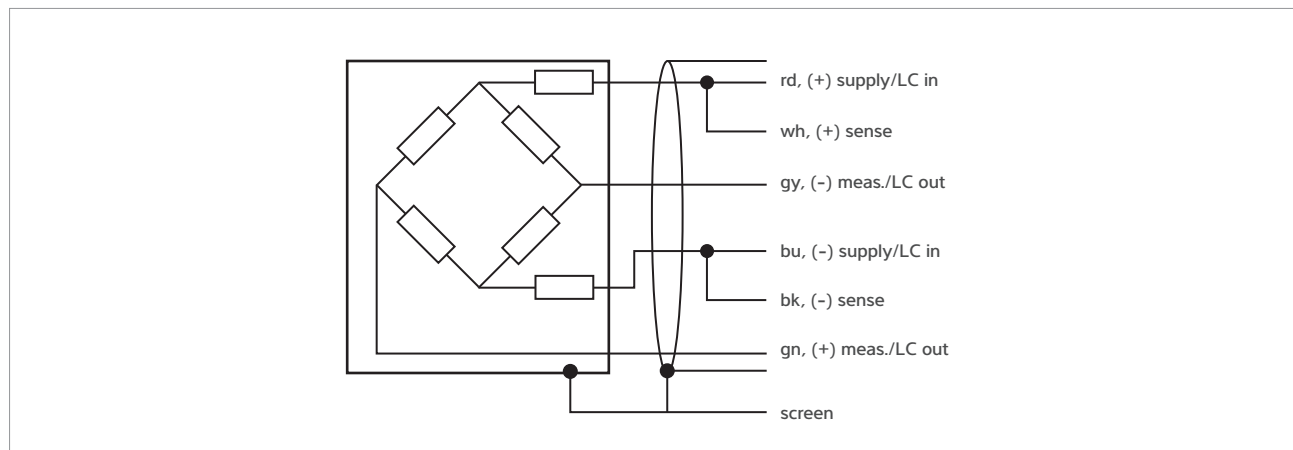 rd, (+) supply/LC in
wh, (+) sense
gy, (-) meas./LC out
bu, (-) supply/LC in
bk, (-) sense
gn, (+) meas./LC out
screen